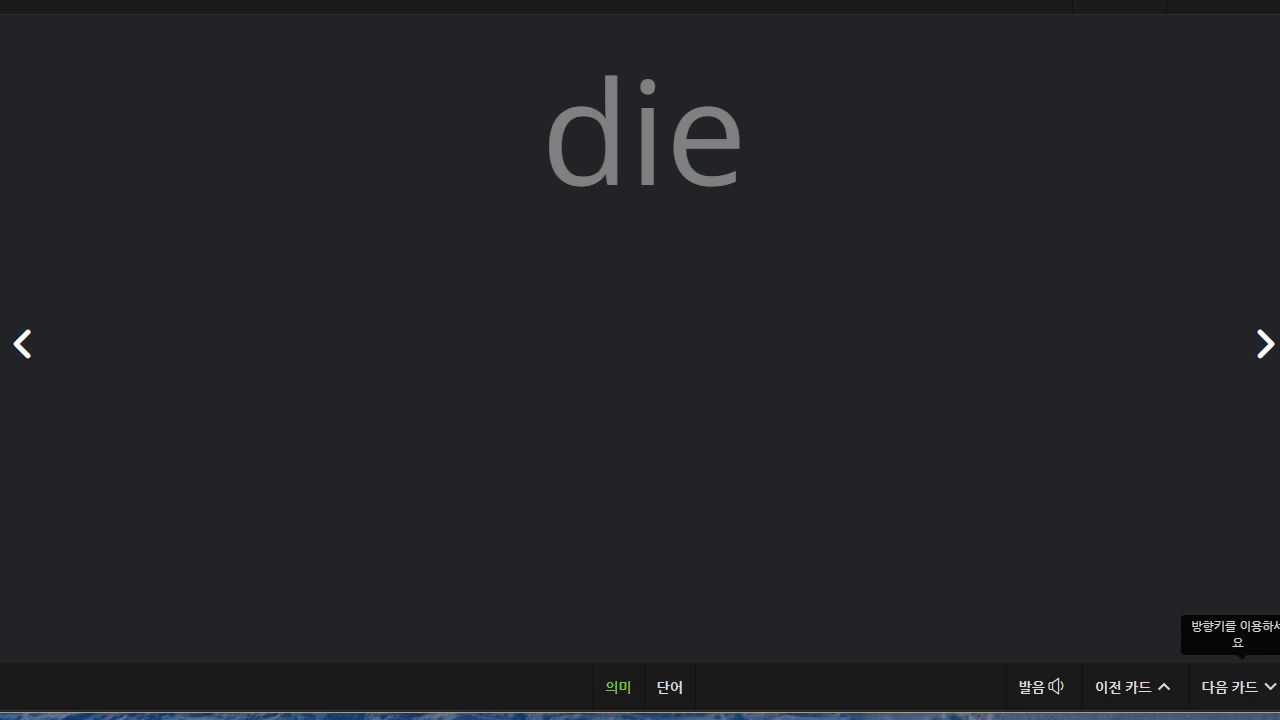 die
방향키를 이용하세
요
의미 단어 발음 이전 카드 다음 카드